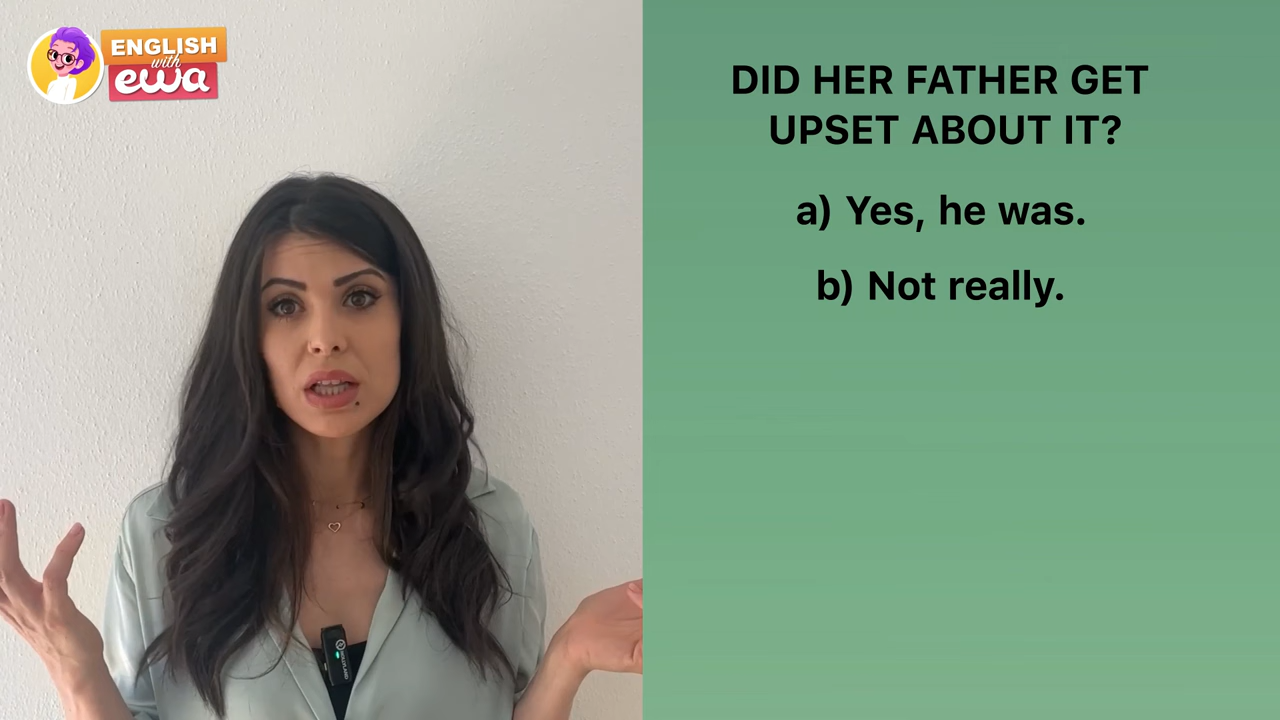 ENGLISH
with
ewa
DID HER FATHER GET
UPSET ABOUT IT?
a) Yes, he was.
b) Not really.